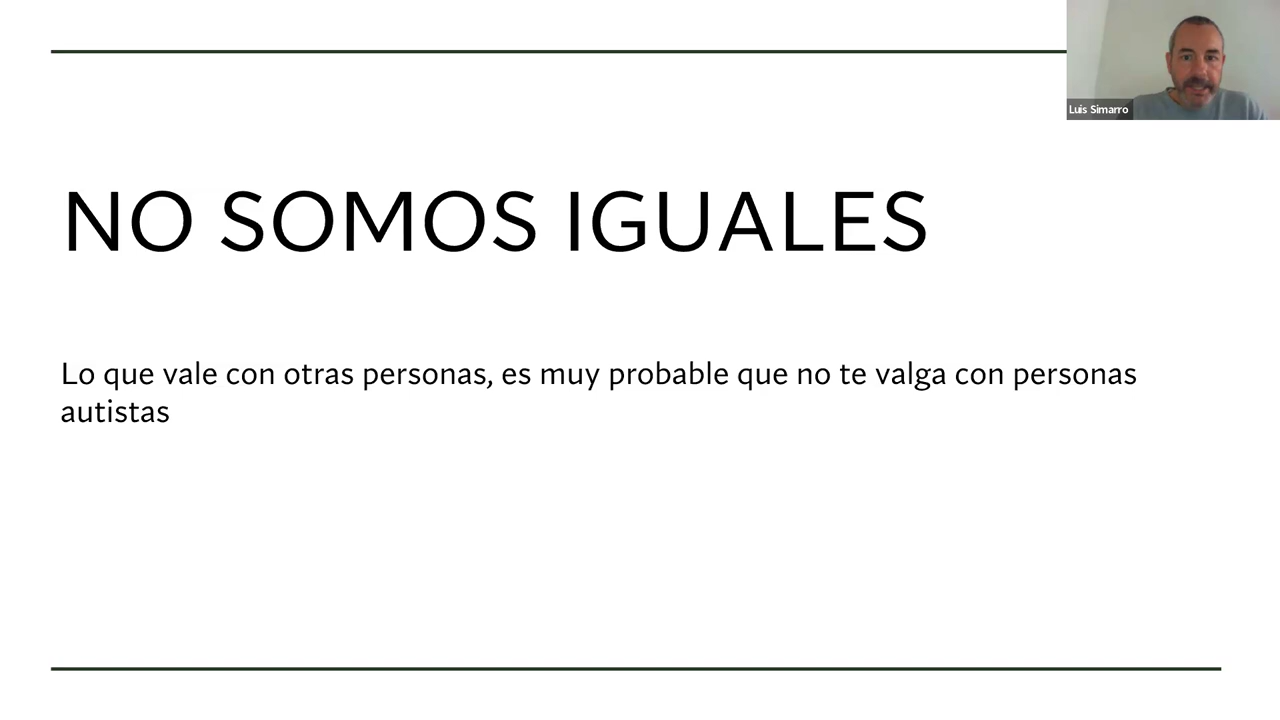 Luis Simarro
NO SOMOS IGUALES
Lo que vale con otras personas, es muy probable que no te valga con personas
autistas